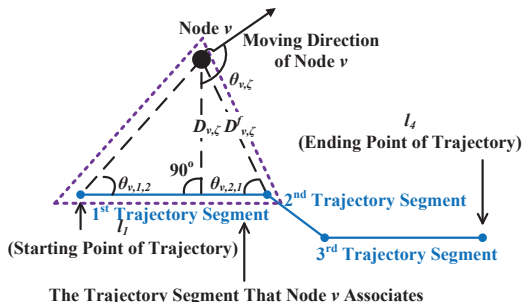 Node v
Moving Direction
of Node v
θv,ζ
Dv,ζ
D^f v,ζ
l4
(Ending Point of Trajectory)
90°
θv,1,2
θv,2,1
2nd Trajectory Segment
1st Trajectory Segment
l1
(Starting Point of Trajectory)
3rd Trajectory Segment
The Trajectory Segment That Node v Associates